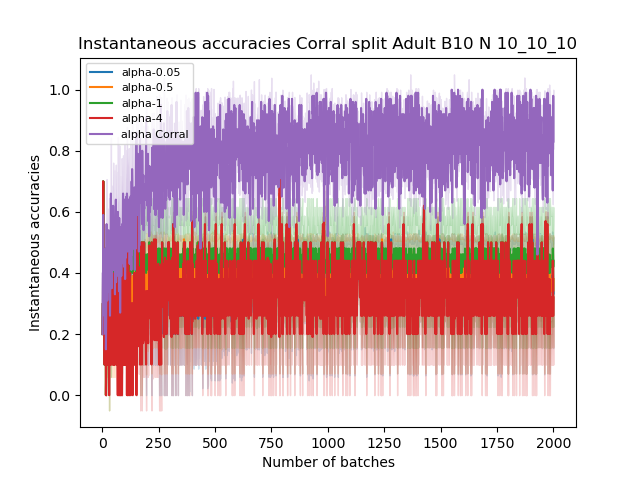 Instantaneous accuracies Corral split Adult B10 N 10_10_10
alpha-0.05
alpha-0.5
alpha-1
alpha-4
alpha Corral
Instantaneous accuracies
1.0
0.8
0.6
0.4
0.2
0.0
0 250 500 750 1000 1250 1500 1750 2000
Number of batches